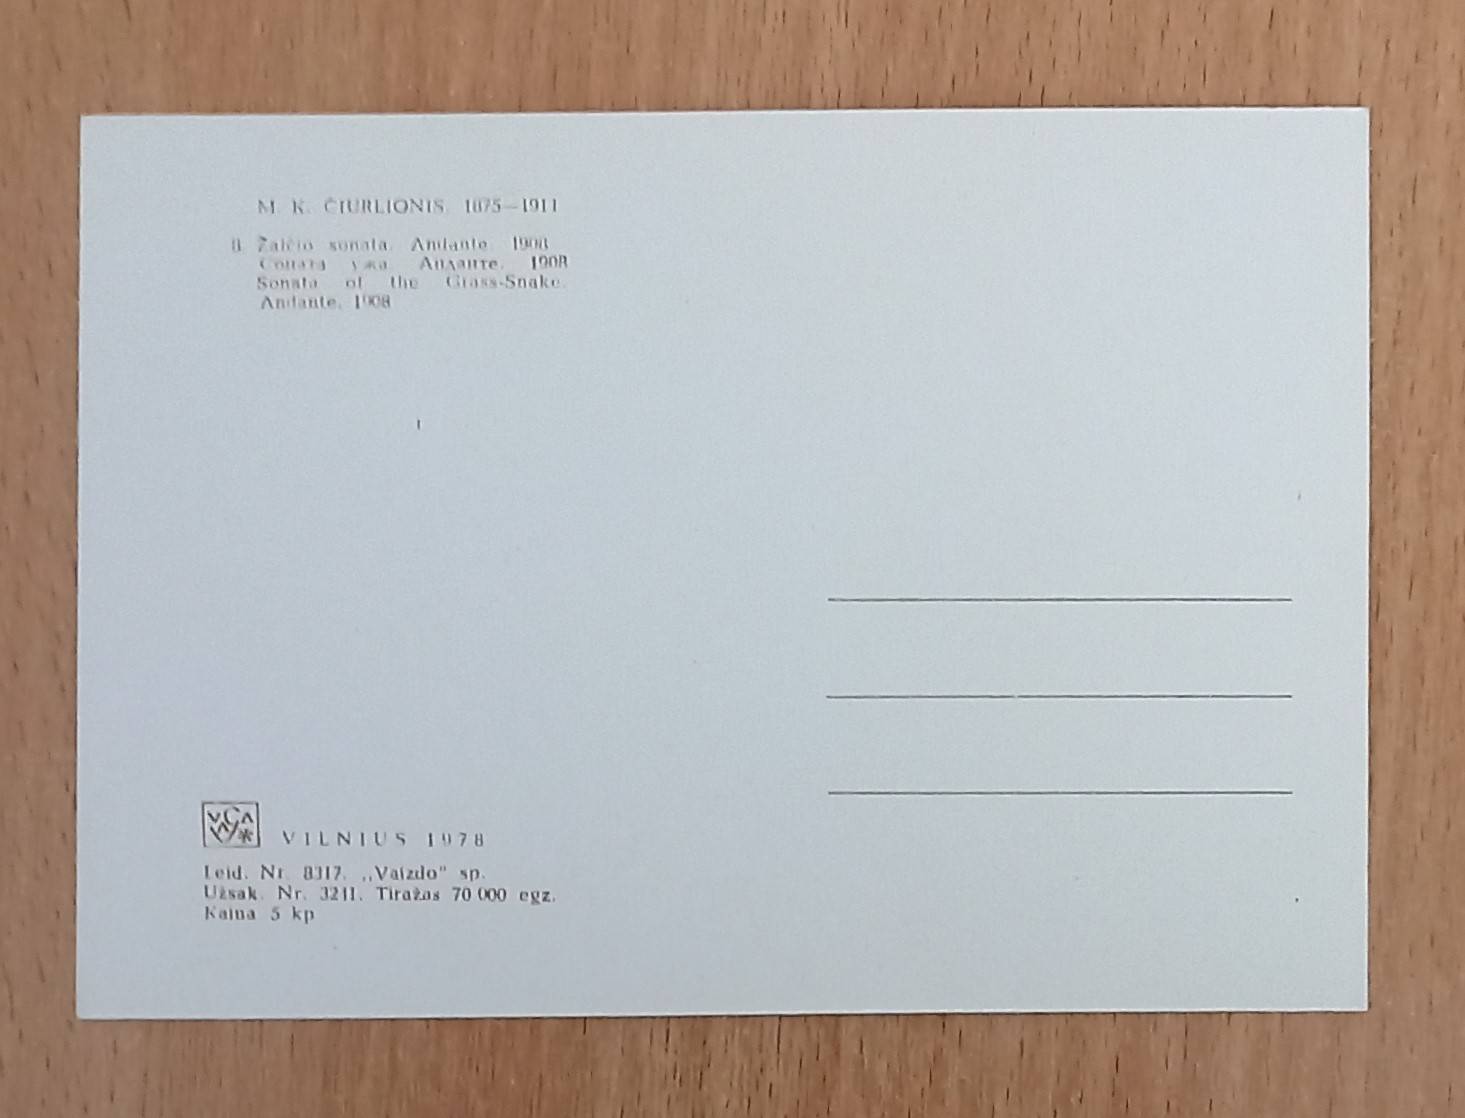 M. K. ČIURLIONIS. 1875—1911
8. Žalčio sonata. Andante. 1908
Соната ужа. Анданте. 1908
Sonata of the Grass-Snake.
Andante. 1908
VILNIUS 1978
Leid. Nr. 8317. „Vaizdo" sp.
Užsak. Nr. 3211. Tiražas 70 000 egz.
Kaina 5 kp